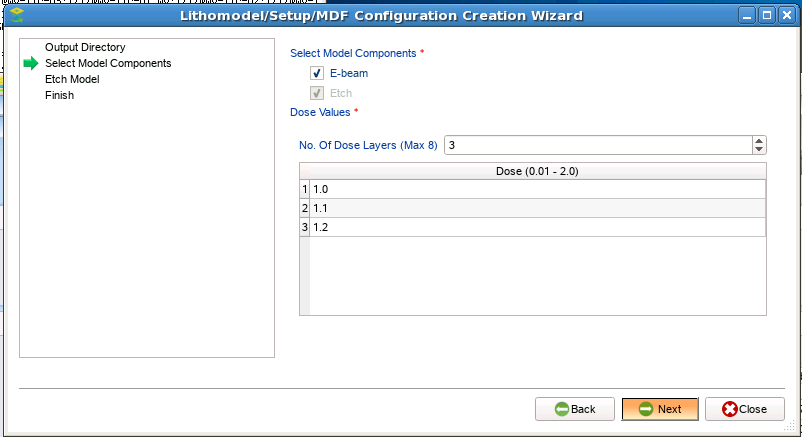 Lithomodel/Setup/MDF Configuration Creation Wizard
Output Directory
Select Model Components
Etch Model
Finish
Select Model Components *
E-beam
Etch
Dose Values *
No. Of Dose Layers (Max 8) 3
Dose (0.01 - 2.0)
1 1.0
2 1.1
3 1.2
Back Next Close